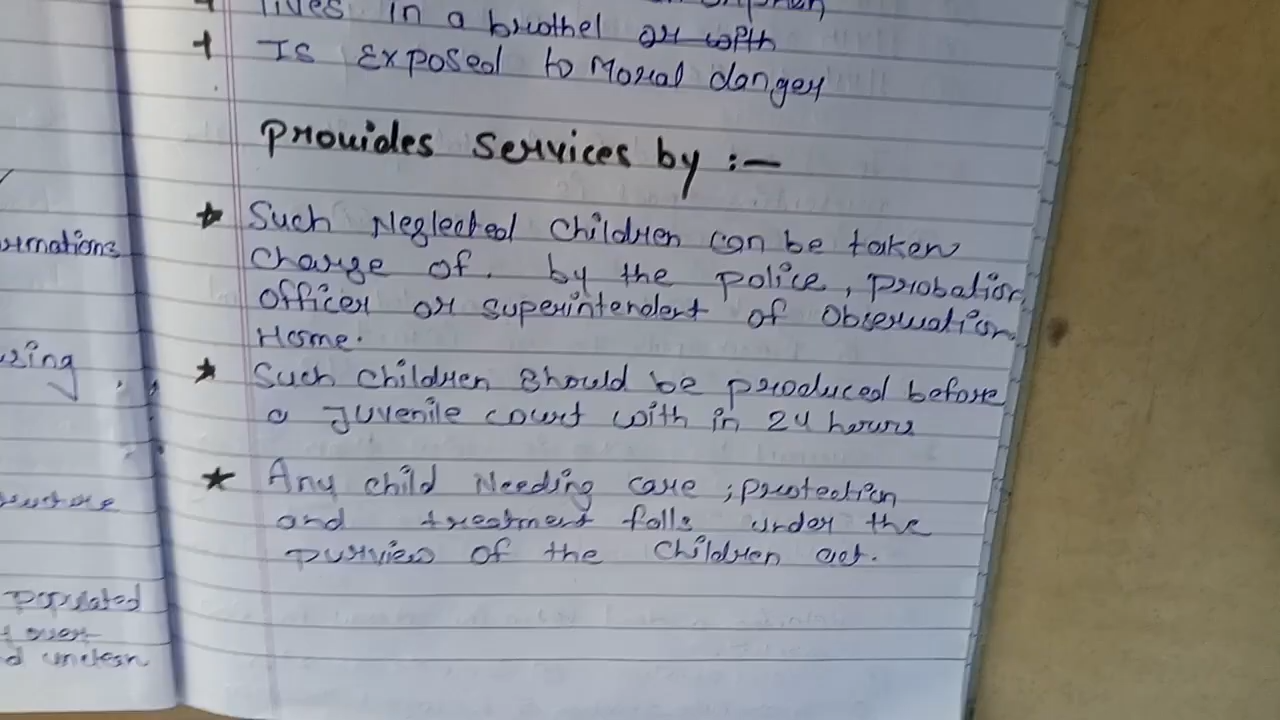 lives in a brothel or with
+ Is Exposed to Moral danger
Provides Services by :-
★ Such Neglected Children can be taken
Charge of. by the police, probation
Officer or Superintendent of Observation
Home.
★ Such children should be produced before
a Juvenile court with in 24 hours
★ Any child Needing care ; protection
and treatment falls under the
purview of the Children act.
rmations
populated
d unclean